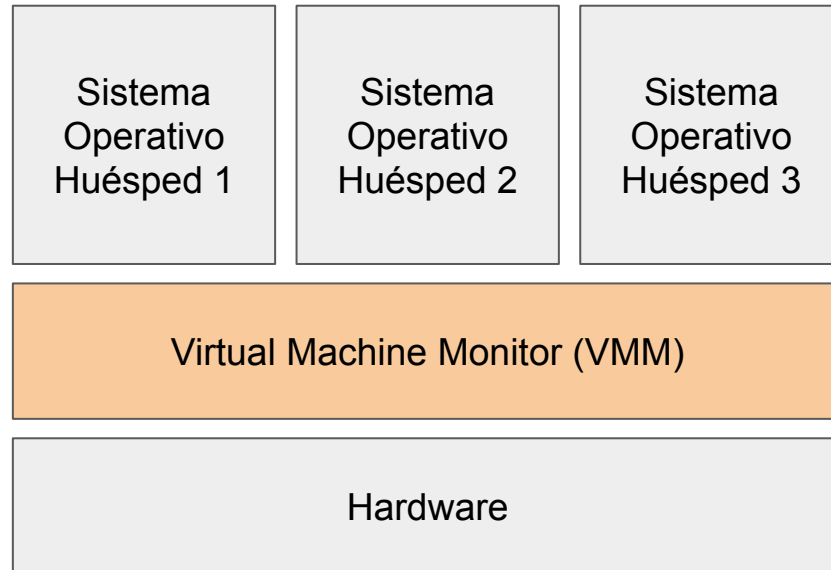 Sistema
Operativo
Huésped 1
Sistema
Operativo
Huésped 2
Sistema
Operativo
Huésped 3
Virtual Machine Monitor (VMM)
Hardware